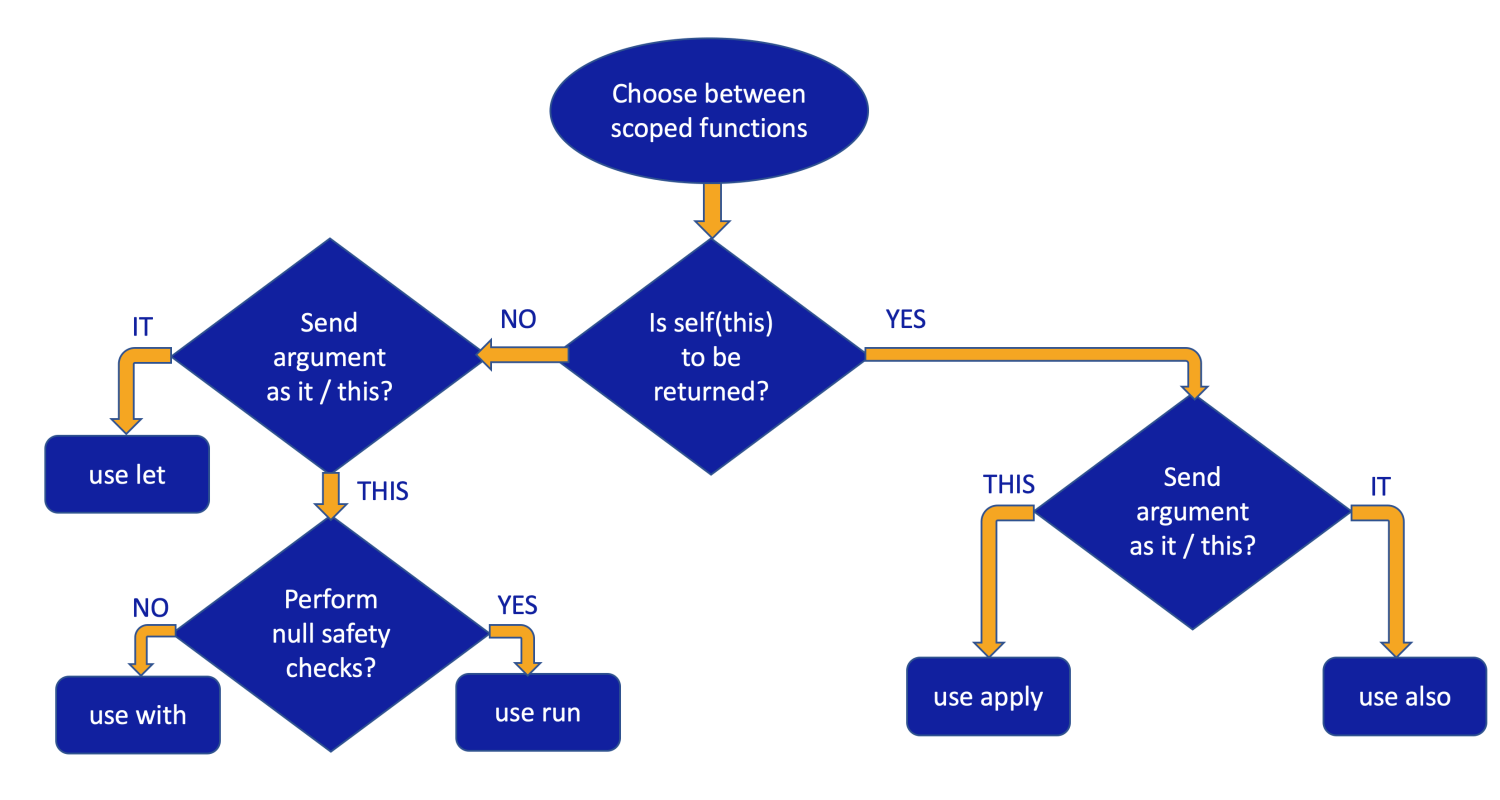 Choose between
scoped functions
Is self(this)
to be
returned?
NO
YES
Send
argument
as it / this?
IT
use let
THIS
Perform
null safety
checks?
NO
use with
YES
use run
Send
argument
as it / this?
THIS
use apply
IT
use also